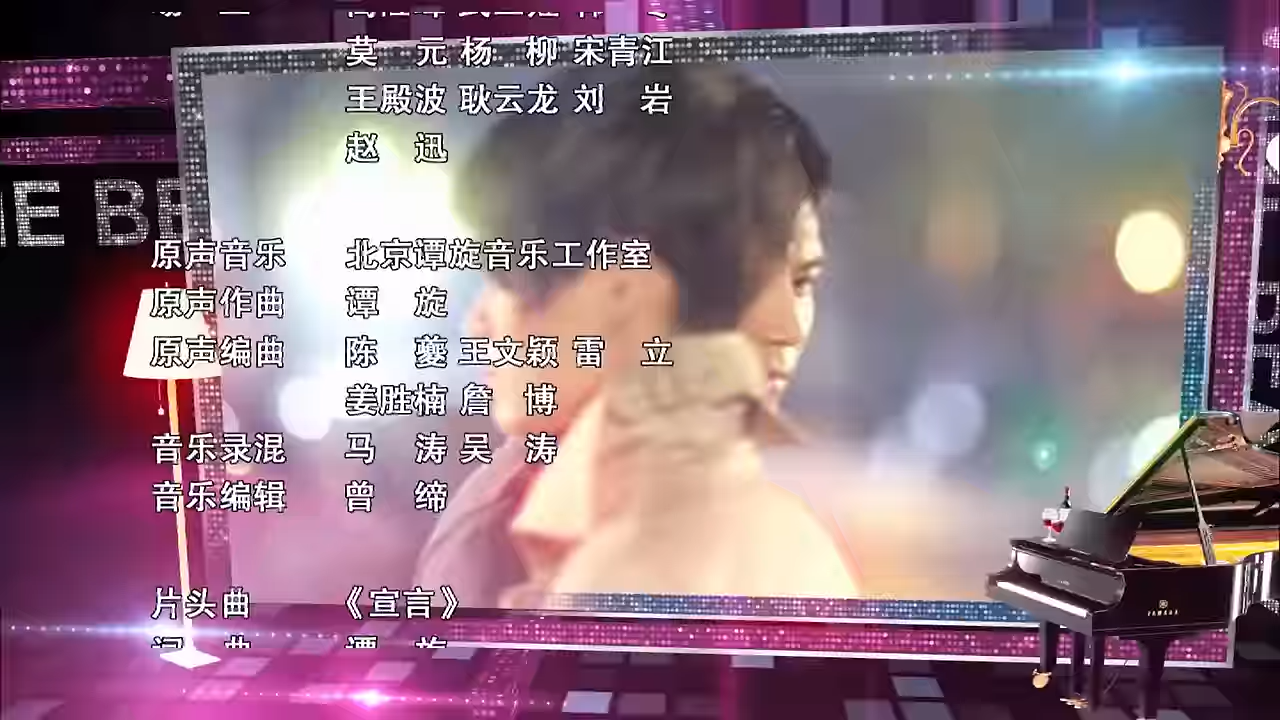 莫　元 杨　柳 宋青江
王殿波 耿云龙 刘　岩
赵　迅
原声音乐　北京谭旋音乐工作室
原声作曲　谭　旋
原声编曲　陈　夔 王文颖 雷　立
姜胜楠 詹　博
音乐录混　马　涛 吴　涛
音乐编辑　曾　缔
片头曲　《宣言》
YAMAHA